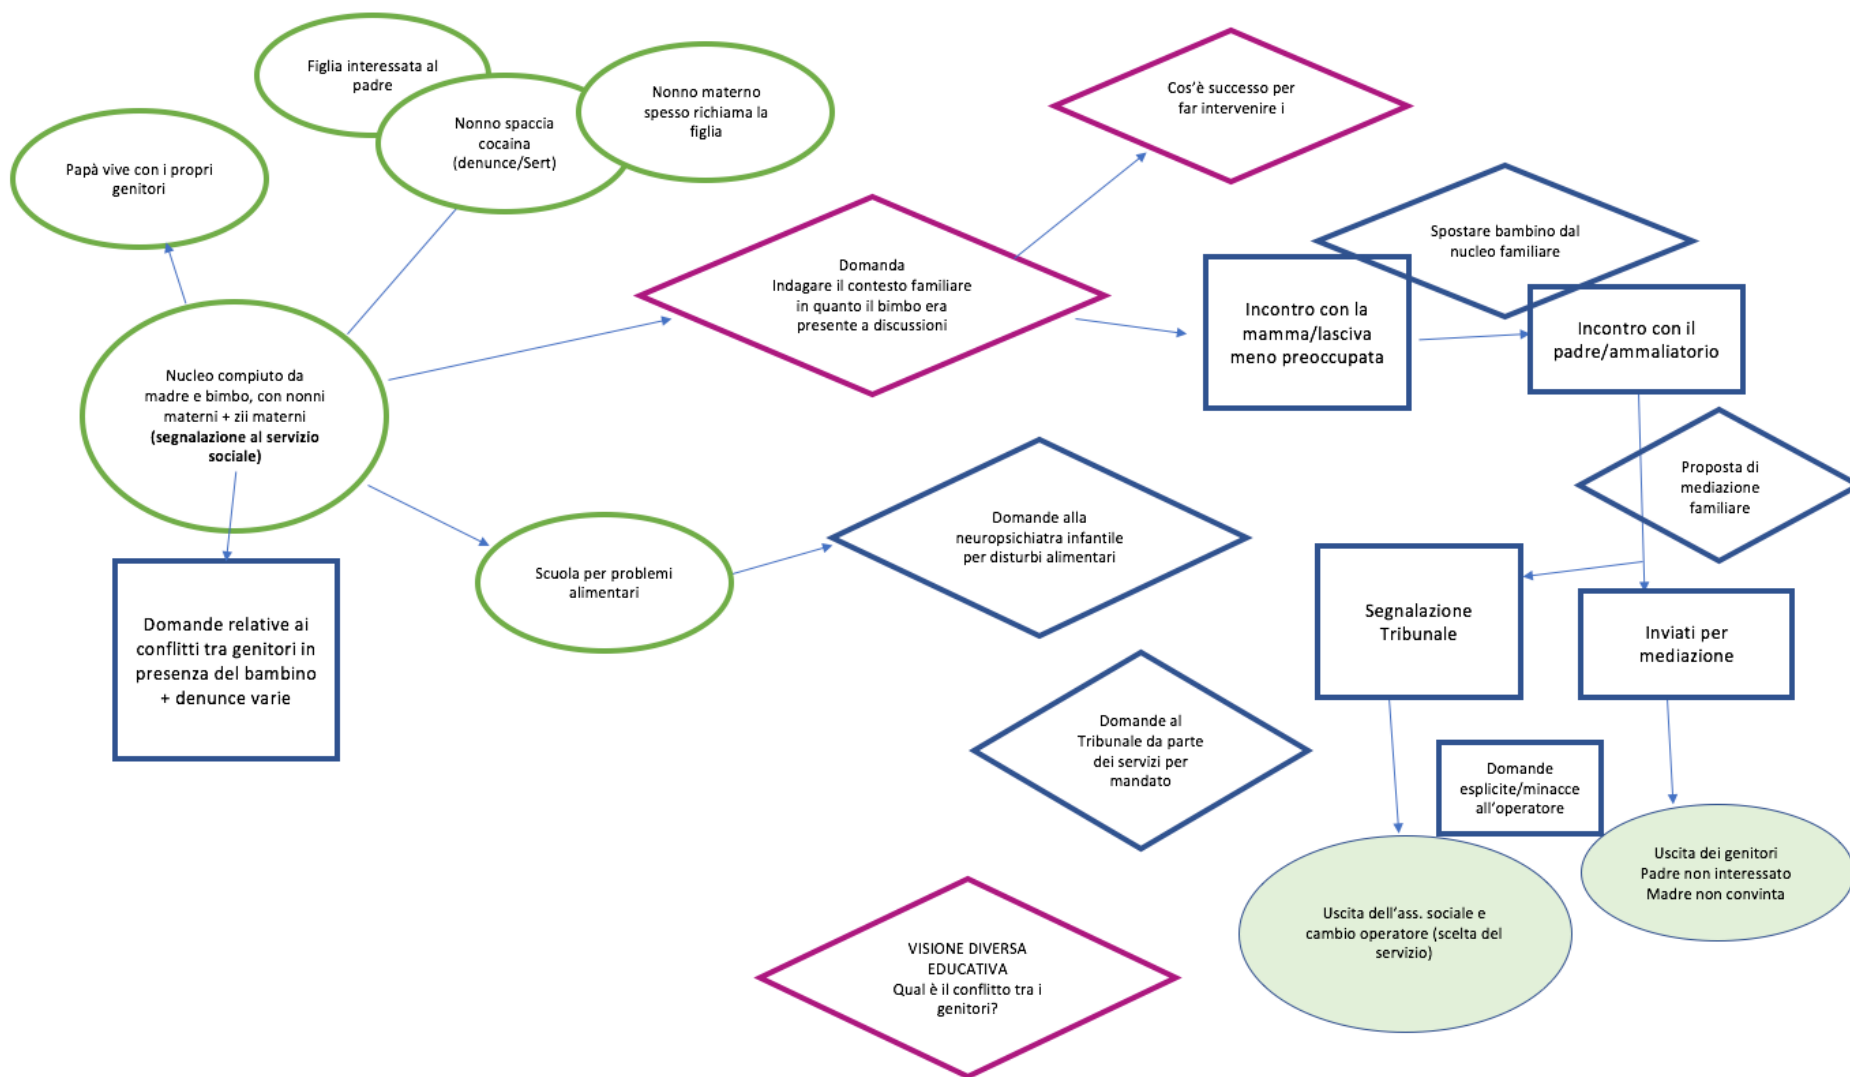 Figlia interessata al
padre
Nonno spaccia
cocaina
(denunce/Sert)
Nonno materno
spesso richiama la
figlia
Papà vive con i propri
genitori
Cos'è successo per
far intervenire i
Domanda
Indagare il contesto familiare
in quanto il bimbo era
presente a discussioni
Spostare bambino dal
nucleo familiare
Incontro con la
mamma/lasciva
meno preoccupata
Incontro con il
padre/ammaliatorio
Nucleo compiuto da
madre e bimbo, con nonni
materni + zii materni
(segnalazione al servizio
sociale)
Proposta di
mediazione
familiare
Domande alla
neuropsichiatra infantile
per disturbi alimentari
Scuola per problemi
alimentari
Segnalazione
Tribunale
Inviati per
mediazione
Domande relative ai
conflitti tra genitori in
presenza del bambino
+ denunce varie
Domande al
Tribunale da parte
dei servizi per
mandato
Domande
esplicite/minacce
all'operatore
Uscita dei genitori
Padre non interessato
Madre non convinta
Uscita dell'ass. sociale e
cambio operatore (scelta del
servizio)
VISIONE DIVERSA
EDUCATIVA
Qual è il conflitto tra i
genitori?